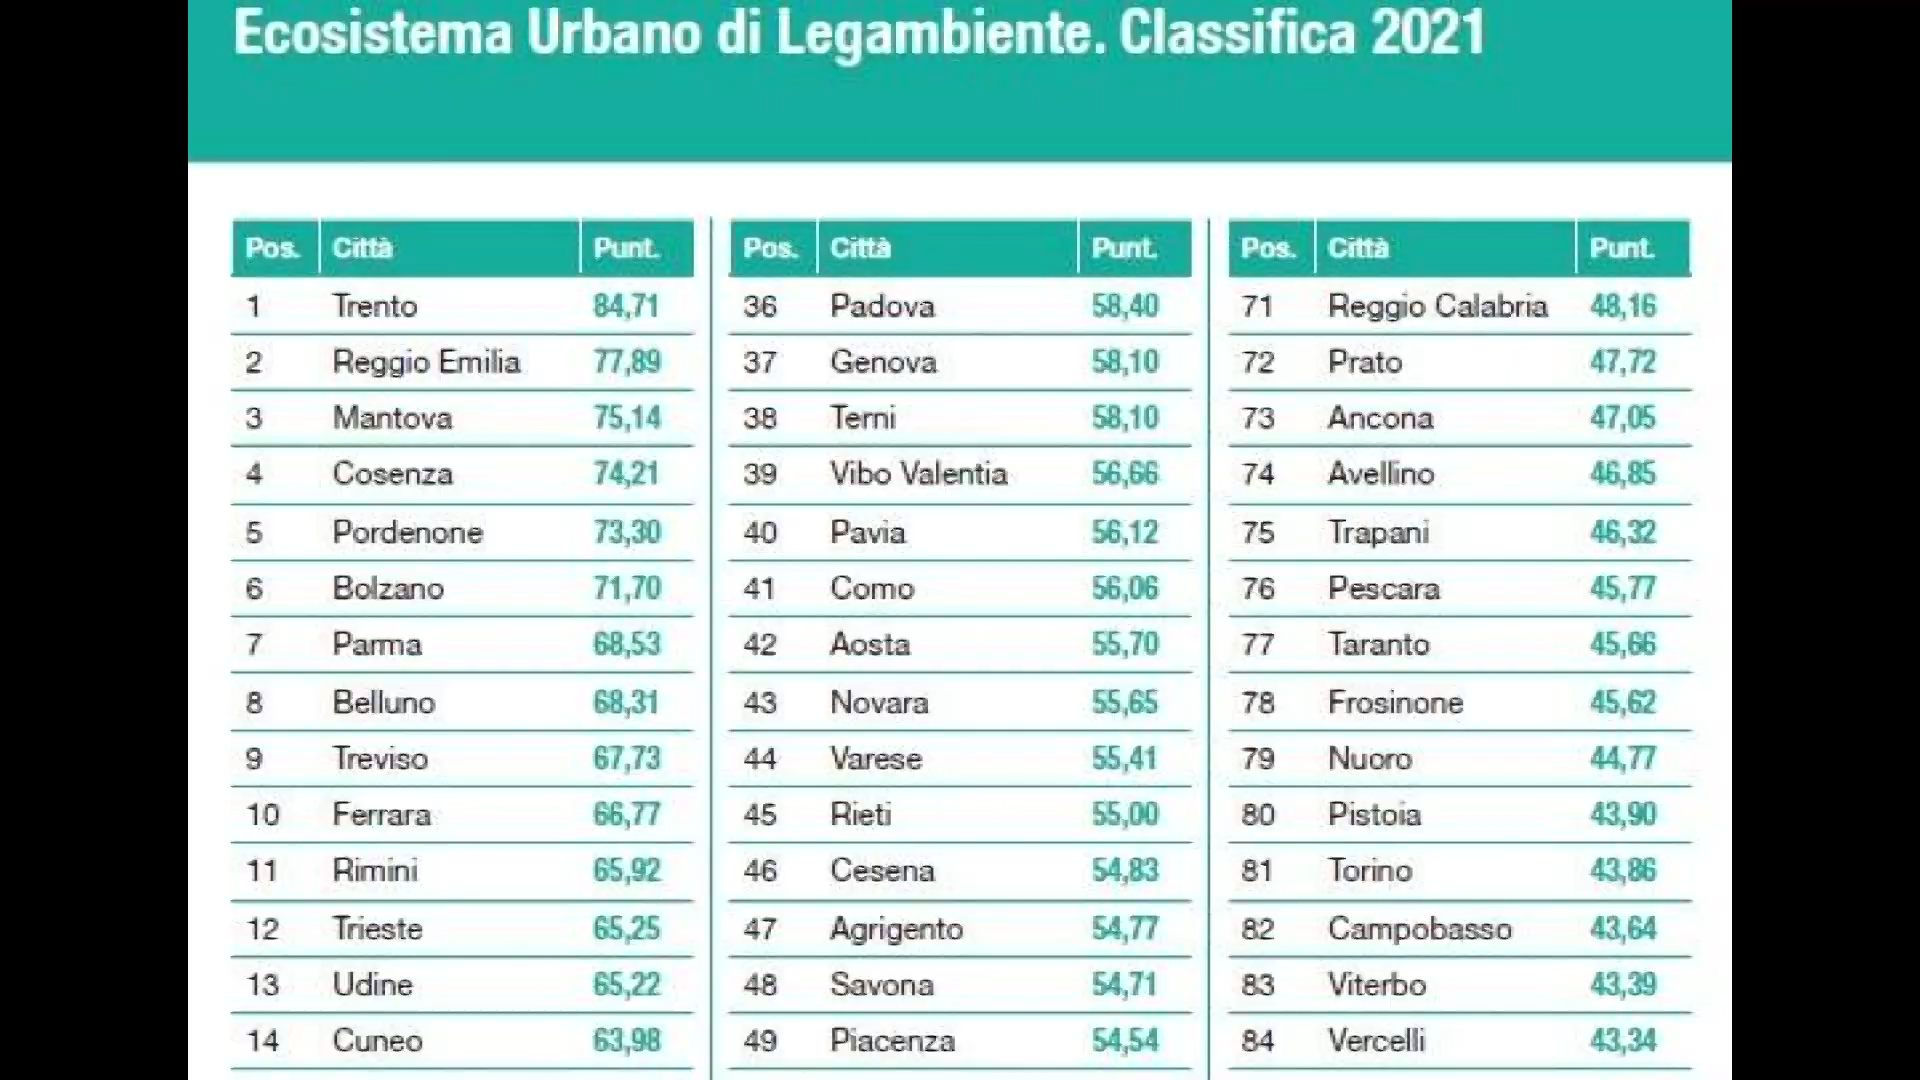 Ecosistema Urbano di Legambiente. Classifica 2021
Pos. Città Punt.
1 Trento 84,71
2 Reggio Emilia 77,89
3 Mantova 75,14
4 Cosenza 74,21
5 Pordenone 73,30
6 Bolzano 71,70
7 Parma 68,53
8 Belluno 68,31
9 Treviso 67,73
10 Ferrara 66,77
11 Rimini 65,92
12 Trieste 65,25
13 Udine 65,22
14 Cuneo 63,98
Pos. Città Punt.
36 Padova 58,40
37 Genova 58,10
38 Terni 58,10
39 Vibo Valentia 56,66
40 Pavia 56,12
41 Como 56,06
42 Aosta 55,70
43 Novara 55,65
44 Varese 55,41
45 Rieti 55,00
46 Cesena 54,83
47 Agrigento 54,77
48 Savona 54,71
49 Piacenza 54,54
Pos. Città Punt.
71 Reggio Calabria 48,16
72 Prato 47,72
73 Ancona 47,05
74 Avellino 46,85
75 Trapani 46,32
76 Pescara 45,77
77 Taranto 45,66
78 Frosinone 45,62
79 Nuoro 44,77
80 Pistoia 43,90
81 Torino 43,86
82 Campobasso 43,64
83 Viterbo 43,39
84 Vercelli 43,34